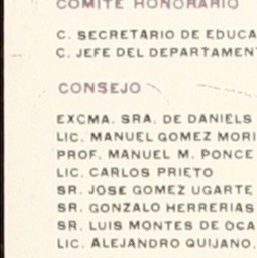 COMITE HONORARIO
C. SECRETARIO DE EDUCA
C. JEFE DEL DEPARTAMEN
CONSEJO
EXCMA. SRA. DE DANIELS
LIC. MANUEL GOMEZ MORI
PROF. MANUEL M. PONCE
LIC. CARLOS PRIETO
SR. JOSE GOMEZ UGARTE
SR. GONZALO HERRERIAS
SR. LUIS MONTES DE OCA
LIC. ALEJANDRO QUIJANO.